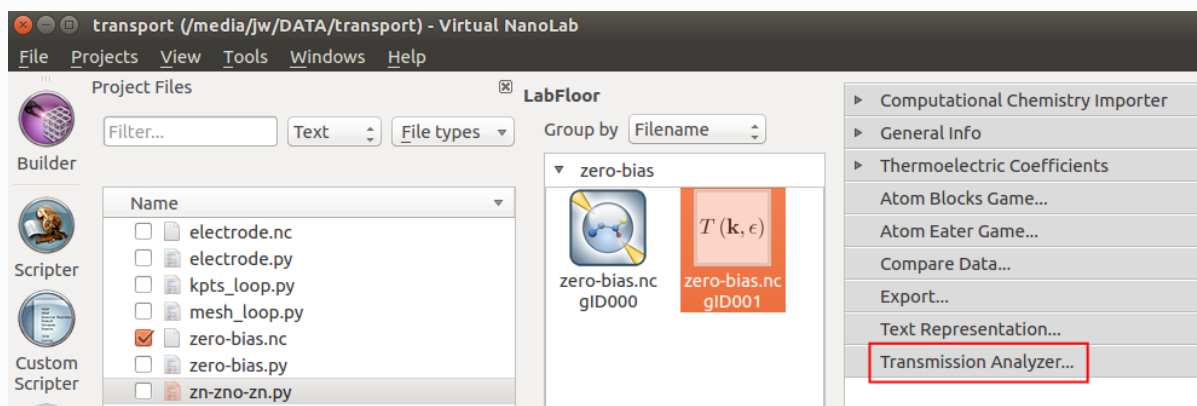 transport (/media/jw/DATA/transport) - Virtual NanoLab
File Projects View Tools Windows Help
Builder
Scripter
Custom
Scripter
Project Files
Filter...
Text
File types
Name
electrode.nc
electrode.py
kpts_loop.py
mesh_loop.py
zero-bias.nc
zero-bias.py
zn-zno-zn.py
LabFloor
Group by Filename
zero-bias
zero-bias.nc
gID000
T (k, ϵ)
zero-bias.nc
gID001
Computational Chemistry Importer
General Info
Thermoelectric Coefficients
Atom Blocks Game...
Atom Eater Game...
Compare Data...
Export...
Text Representation...
Transmission Analyzer...